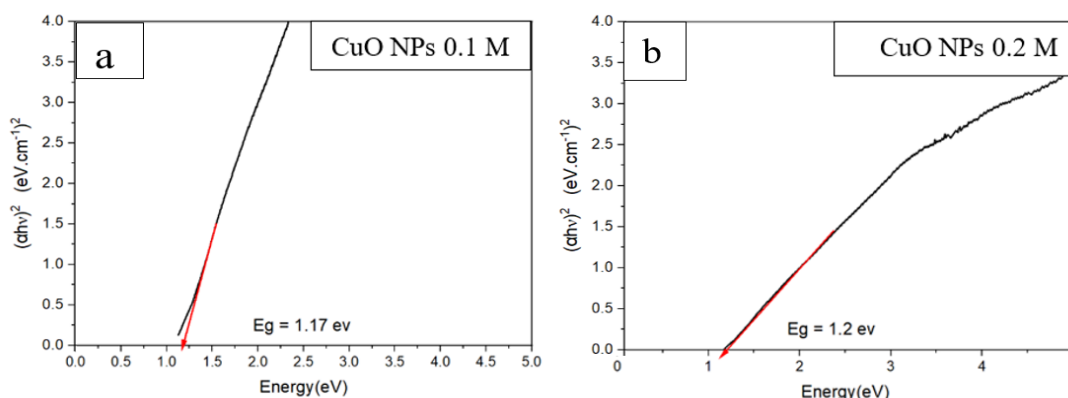 a
CuO NPs 0.1 M
4.0
3.5
3.0
2.5
2.0
1.5
1.0
0.5
0.0
(αhν)² (eV.cm⁻¹)²
Eg = 1.17 ev
0.0 0.5 1.0 1.5 2.0 2.5 3.0 3.5 4.0 4.5 5.0
Energy(eV)
b
CuO NPs 0.2 M
4.0
3.5
3.0
2.5
2.0
1.5
1.0
0.5
0.0
(αhν)² (eV.cm⁻¹)²
Eg = 1.2 ev
0 1 2 3 4
Energy(eV)